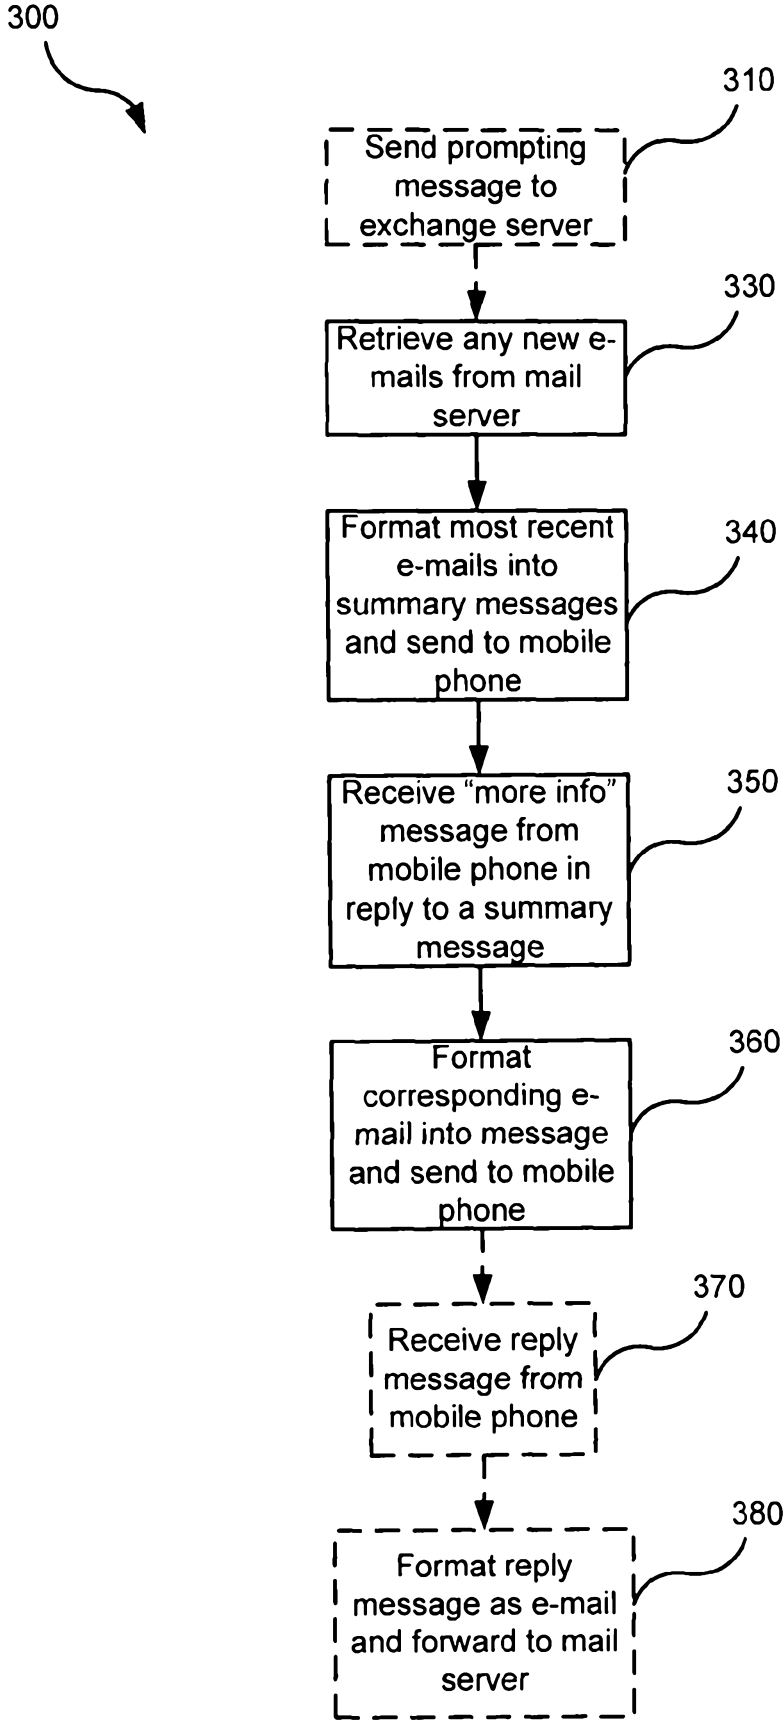 300
310
Send prompting
message to
exchange server
330
Retrieve any new e-
mails from mail
server
340
Format most recent
e-mails into
summary messages
and send to mobile
phone
350
Receive “more info”
message from
mobile phone in
reply to a summary
message
360
Format
corresponding e-
mail into message
and send to mobile
phone
370
Receive reply
message from
mobile phone
380
Format reply
message as e-mail
and forward to mail
server